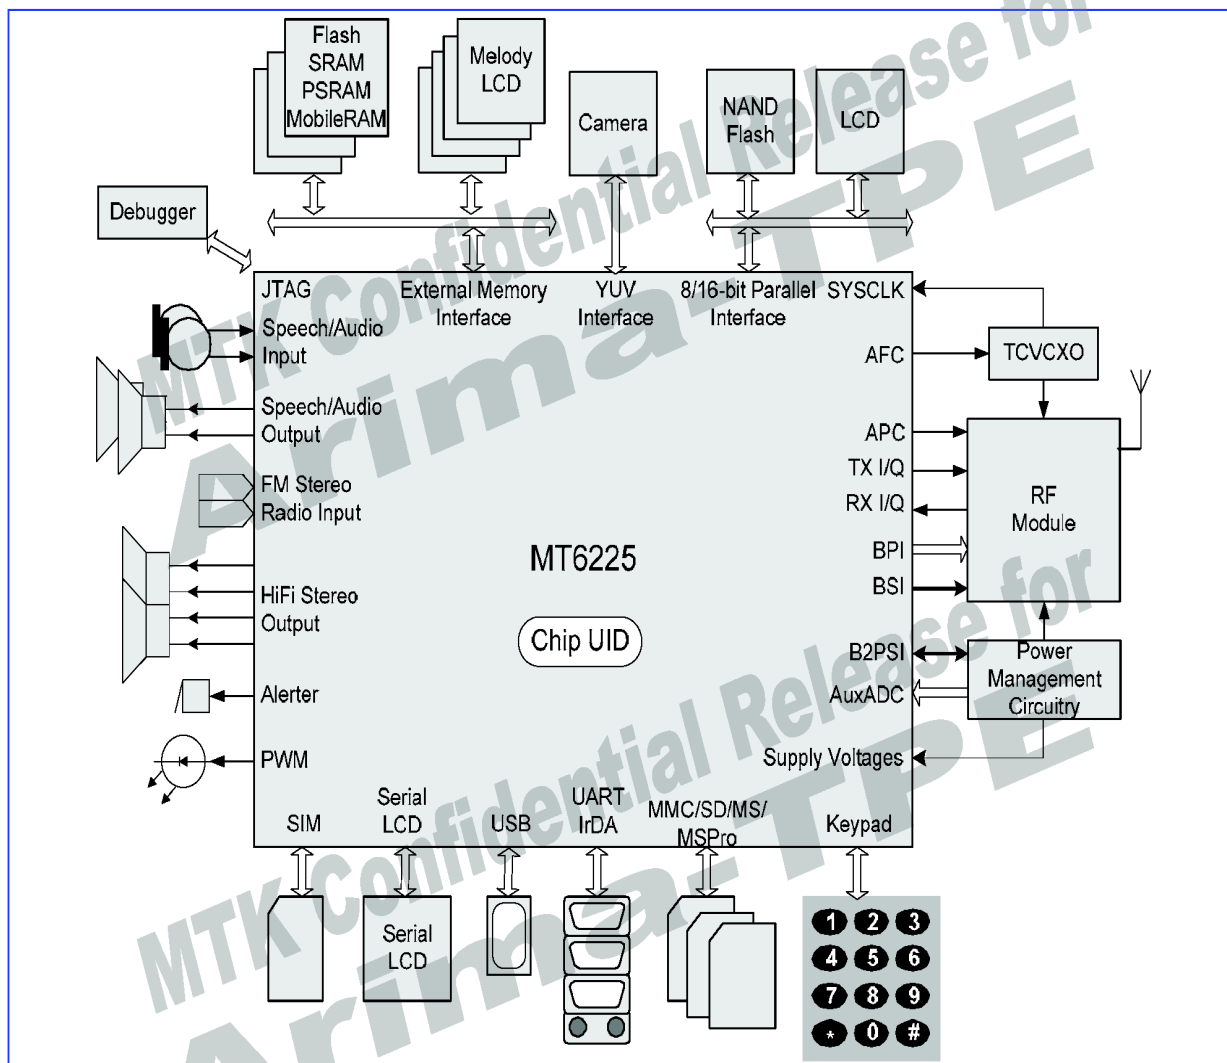 Flash
SRAM
PSRAM
MobileRAM
Melody
LCD
Camera
NAND
Flash
LCD
Debugger
JTAG
External Memory
Interface
YUV
Interface
8/16-bit Parallel
Interface
SYSCLK
Speech/Audio
Input
AFC
TCVCXO
Speech/Audio
Output
APC
TX I/Q
RX I/Q
BPI
BSI
RF
Module
FM Stereo
Radio Input
MT6225
Chip UID
HiFi Stereo
Output
B2PSI
AuxADC
Power
Management
Circuitry
Alerter
PWM
Supply Voltages
SIM
Serial
LCD
USB
UART
IrDA
MMC/SD/MS/
MSPro
Keypad
Serial
LCD
1 2 3
4 5 6
7 8 9
* 0 #
MTK Confidential Release for
Arima-TPE
MTK Confidential Release for
Arima-TPE